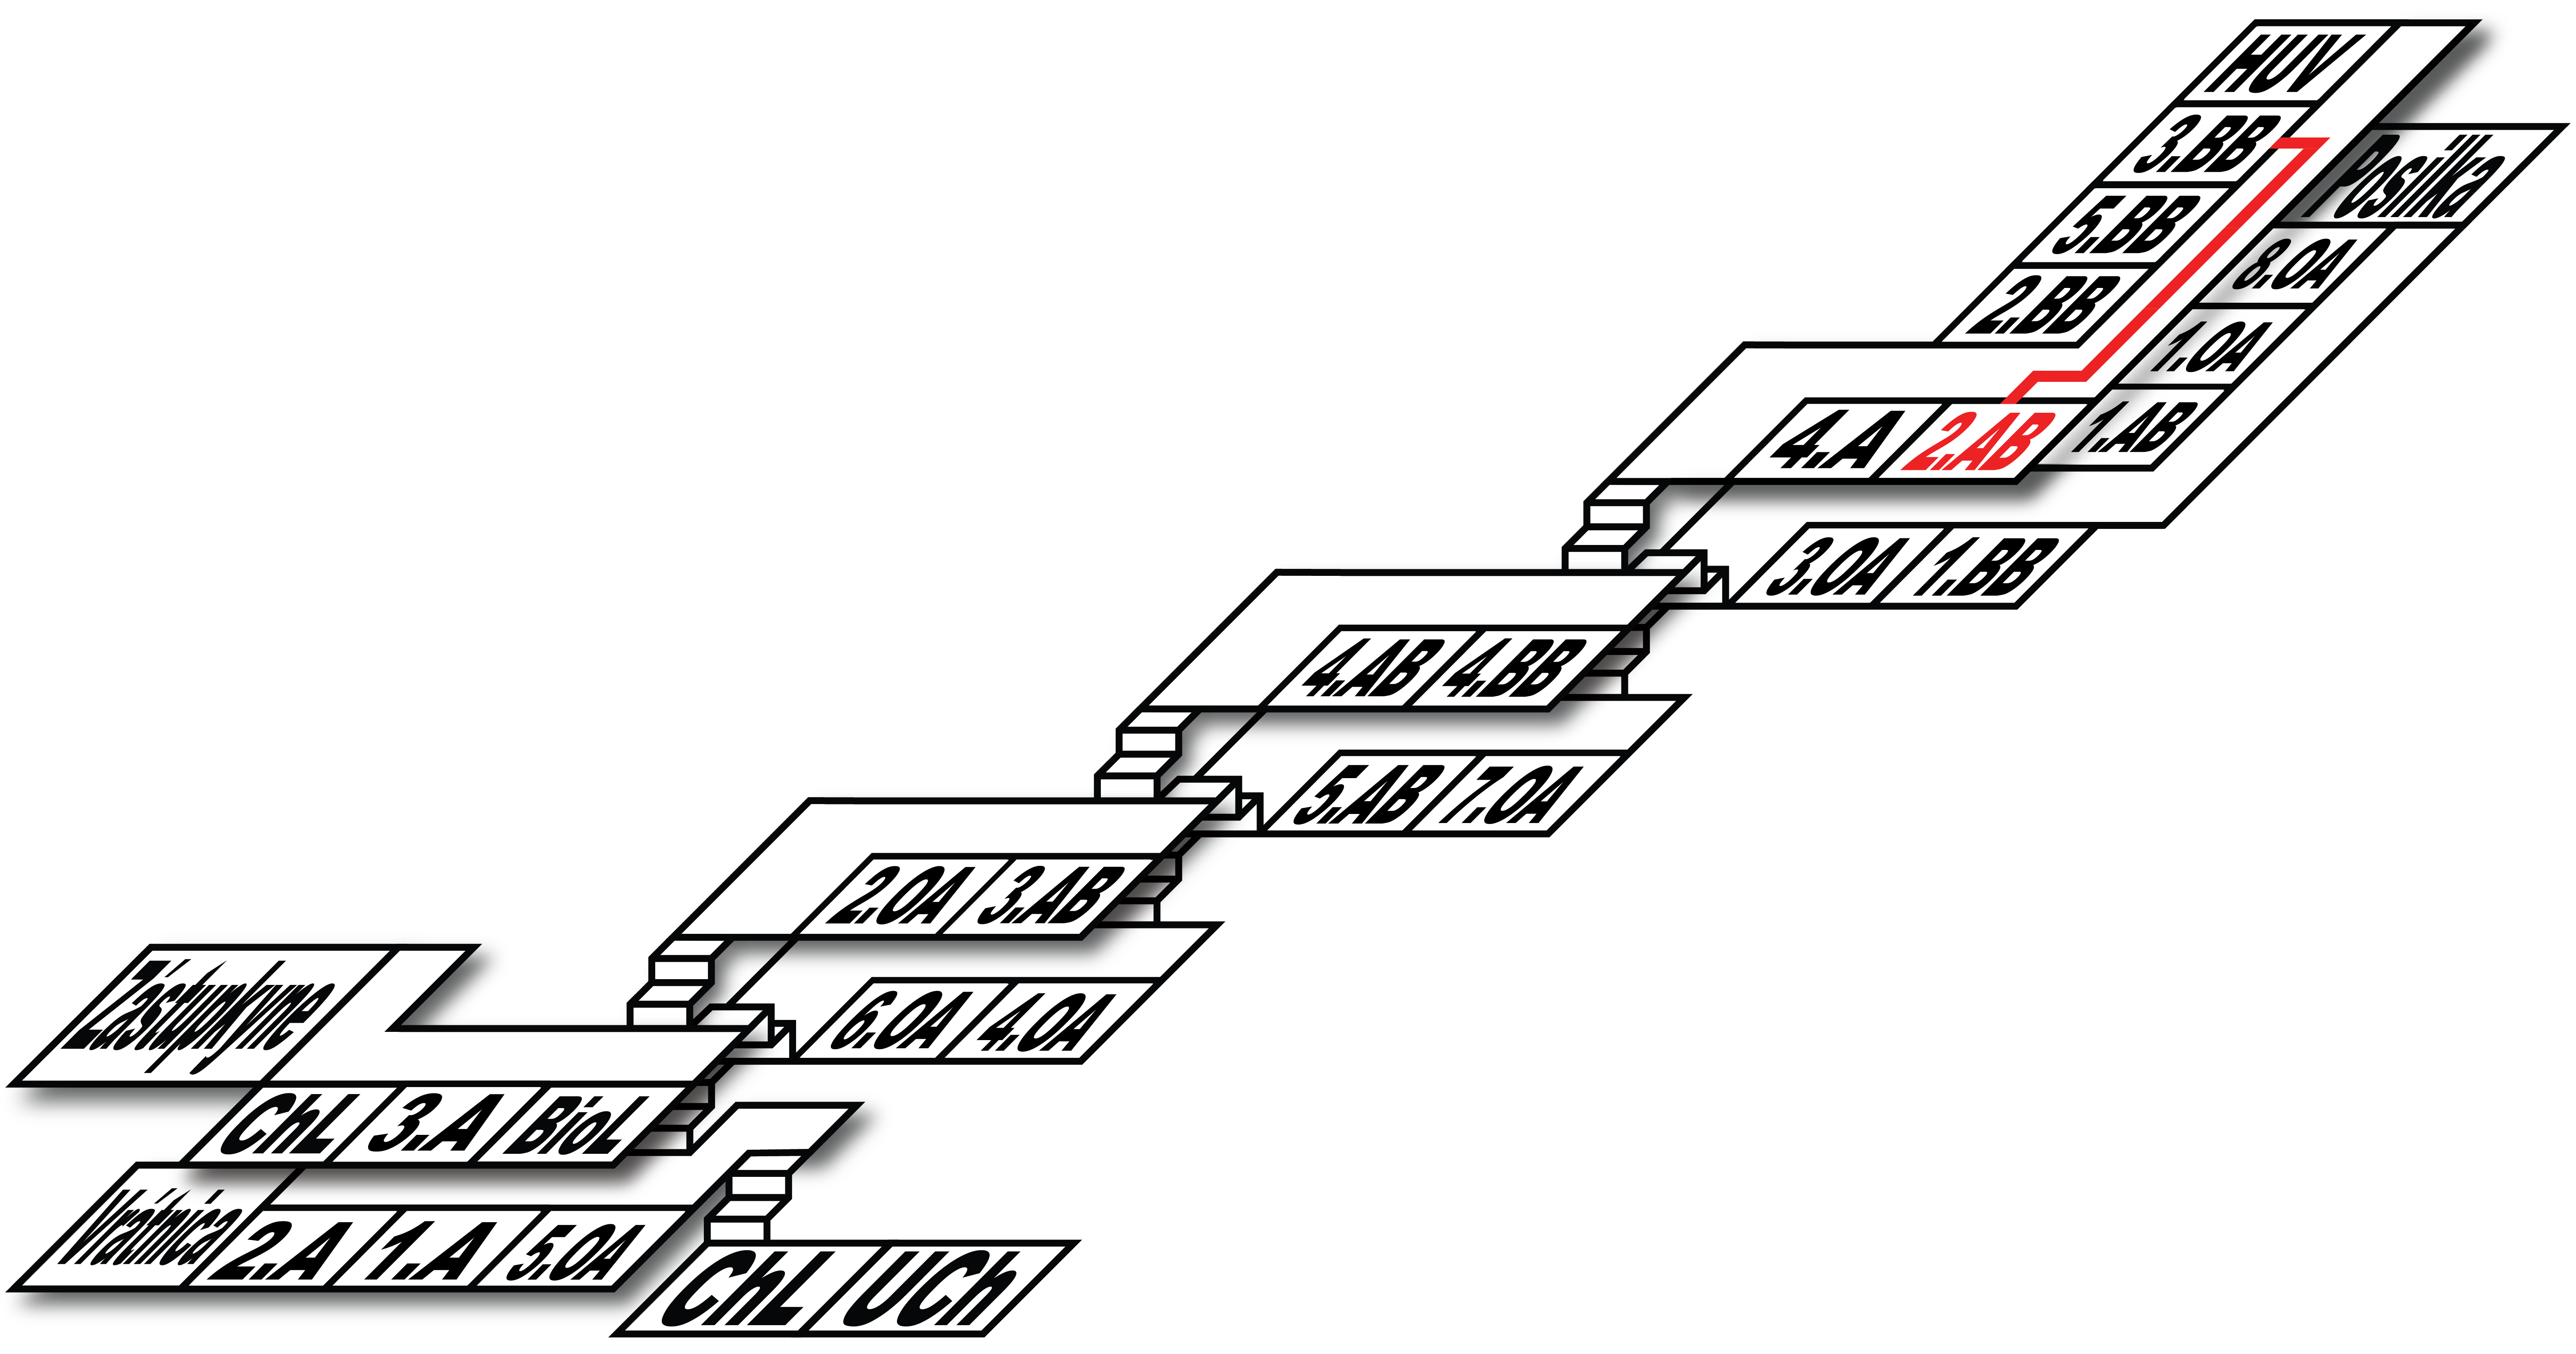 HUV
3.BB
Posilka
5.BB
8.OA
2.BB
1.OA
4.A 2.AB 1.AB
3.OA 1.BB
4.AB 4.BB
5.AB 7.OA
2.OA 3.AB
6.OA 4.OA
Zástupkyne
ChL 3.A BioL
Vrátnica 2.A 1.A 5.OA
ChL UCh